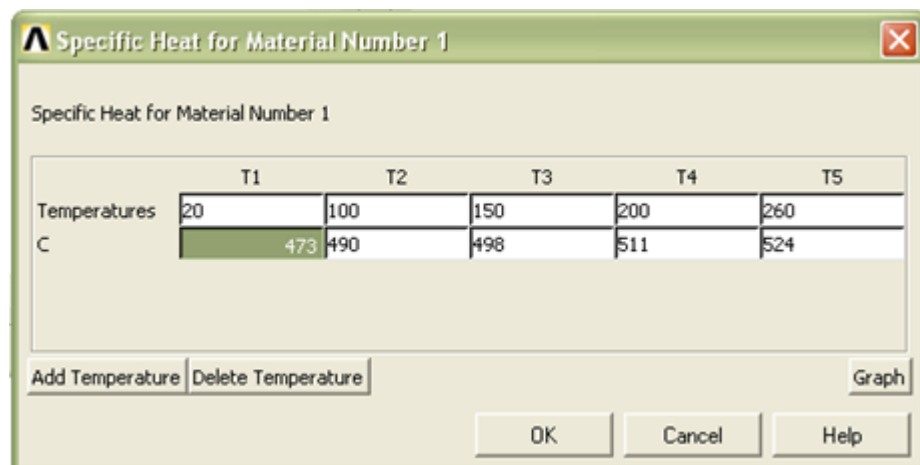 Specific Heat for Material Number 1
Specific Heat for Material Number 1
T1 T2 T3 T4 T5
Temperatures 20 100 150 200 260
C 473 490 498 511 524
Add Temperature Delete Temperature Graph
OK Cancel Help